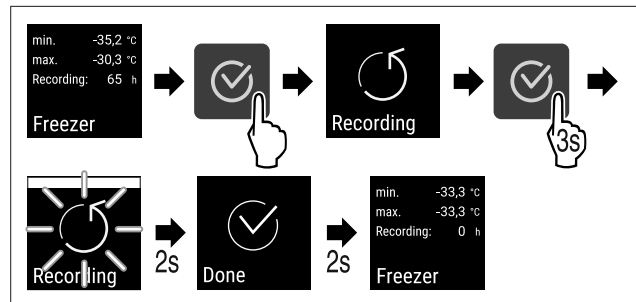 min. -35,2 °C
max. -30,3 °C
Recording: 65 h
Freezer
Recording
3s
Recording
2s
Done
2s
min. -33,3 °C
max. -33,3 °C
Recording: 0 h
Freezer